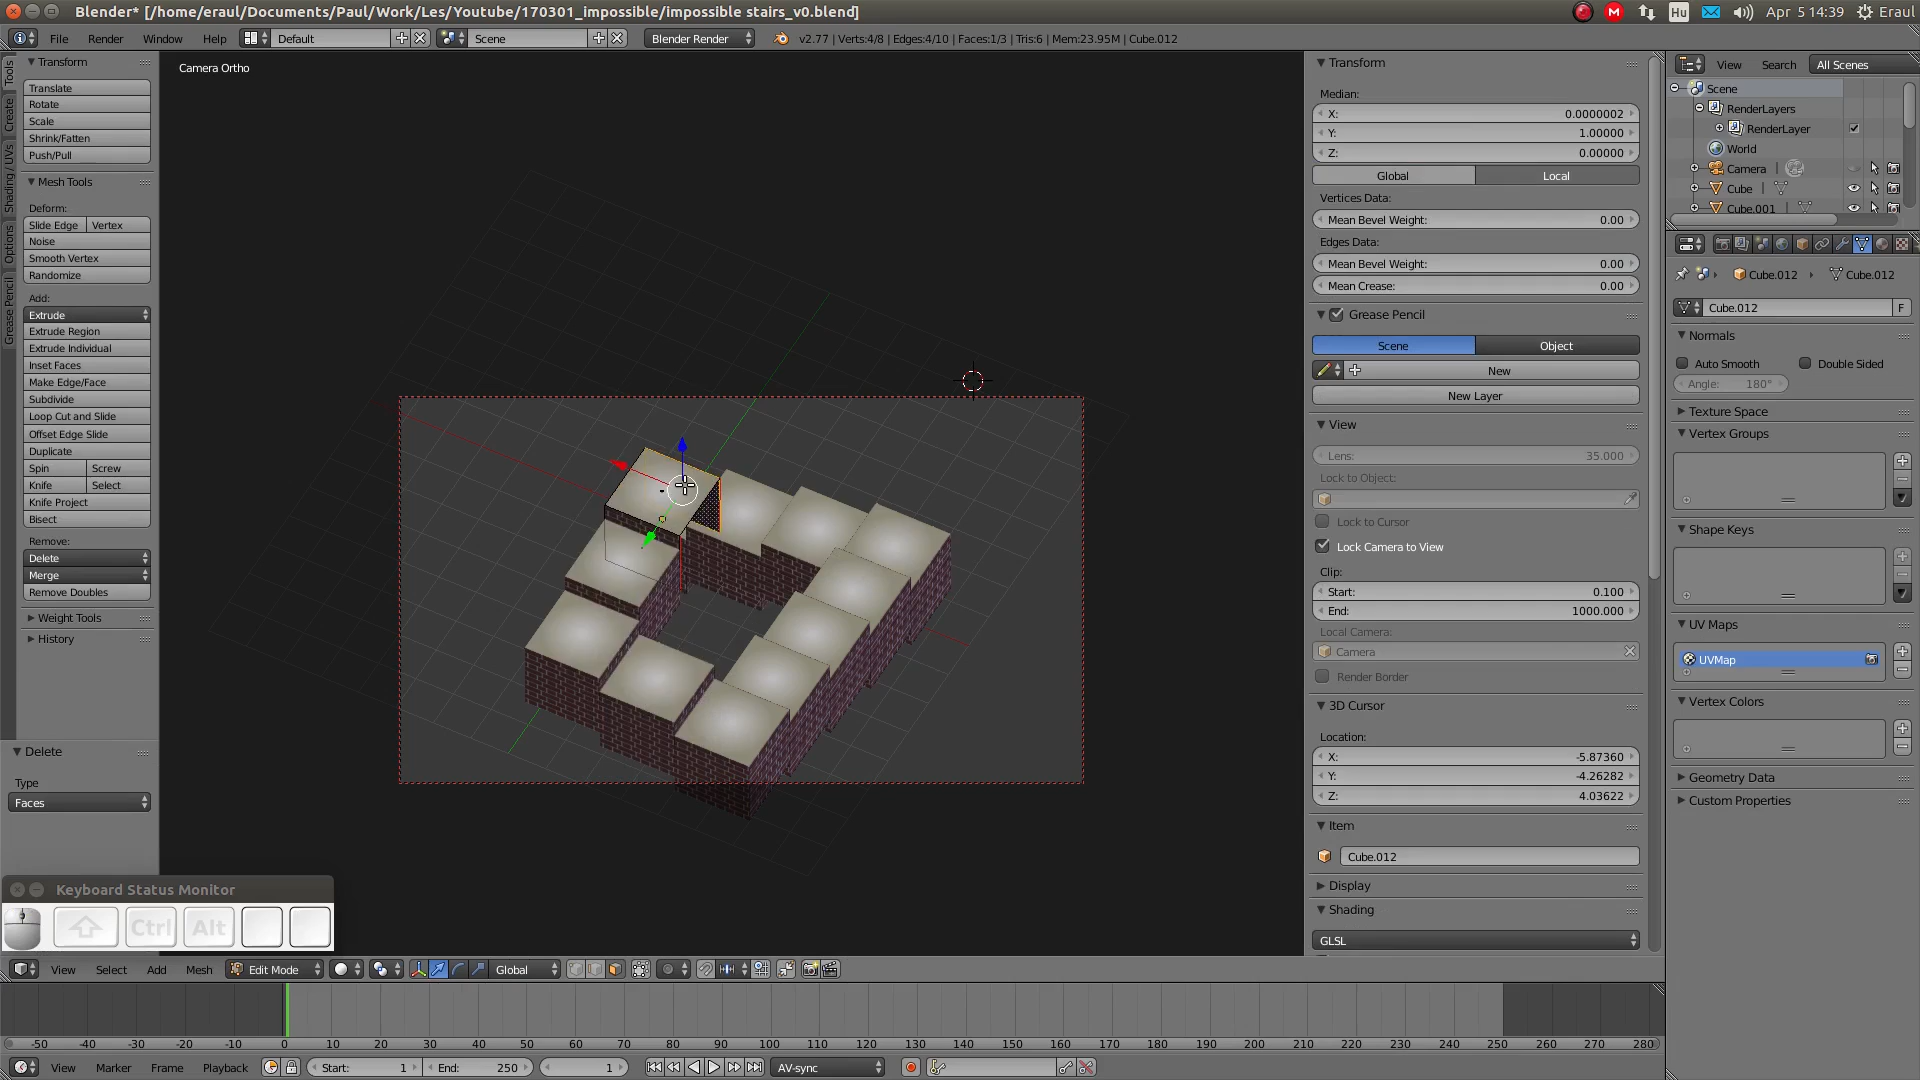 Blender* [/home/eraul/Documents/Paul/Work/Les/Youtube/170301_impossible/impossible stairs_v0.blend]
Hu
Apr 5 14:39
Eraul
File
Render
Window
Help
Default
Scene
Blender Render
v2.77 | Verts:4/8 | Edges:4/10 | Faces:1/3 | Tris:6 | Mem:23.95M | Cube.012
Tools
Create
Shading / UVs
Options
Grease Pencil
Transform
Translate
Rotate
Scale
Shrink/Fatten
Push/Pull
Mesh Tools
Deform:
Slide Edge
Vertex
Noise
Smooth Vertex
Randomize
Add:
Extrude
Extrude Region
Extrude Individual
Inset Faces
Make Edge/Face
Subdivide
Loop Cut and Slide
Offset Edge Slide
Duplicate
Spin
Screw
Knife
Select
Knife Project
Bisect
Remove:
Delete
Merge
Remove Doubles
Weight Tools
History
Delete
Type
Faces
Keyboard Status Monitor
Ctrl
Alt
Camera Ortho
Transform
Median:
X: 0.0000002
Y: 1.00000
Z: 0.00000
Global
Local
Vertices Data:
Mean Bevel Weight: 0.00
Edges Data:
Mean Bevel Weight: 0.00
Mean Crease: 0.00
Grease Pencil
Scene
Object
New
New Layer
View
Lens: 35.000
Lock to Object:
Lock to Cursor
Lock Camera to View
Clip:
Start: 0.100
End: 1000.000
Local Camera:
Camera
Render Border
3D Cursor
Location:
X: -5.87360
Y: -4.26282
Z: 4.03622
Item
Cube.012
Display
Shading
GLSL
View
Search
All Scenes
Scene
RenderLayers
RenderLayer
World
Camera
Cube
Cube.001
Cube.012
Cube.012
Cube.012
F
Normals
Auto Smooth
Double Sided
Angle: 180°
Texture Space
Vertex Groups
Shape Keys
UV Maps
UVMap
Vertex Colors
Geometry Data
Custom Properties
View
Select
Add
Mesh
Edit Mode
Global
-50 -40 -30 -20 -10 0 10 20 30 40 50 60 70 80 90 100 110 120 130 140 150 160 170 180 190 200 210 220 230 240 250 260 270 280
View
Marker
Frame
Playback
Start: 1
End: 250
1
AV-sync